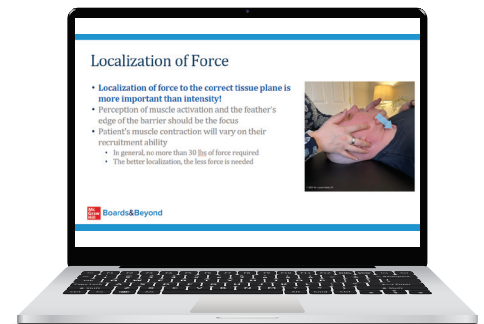 Localization of Force
• Localization of force to the correct tissue plane is
more important than intensity!
• Perception of muscle activation and the feather's
edge of the barrier should be the focus
• Patient's muscle contraction will vary on their
recruitment ability
• In general, no more than 30 lbs of force required
• The better localization, the less force is needed
Mc
Graw
Hill
Boards&Beyond